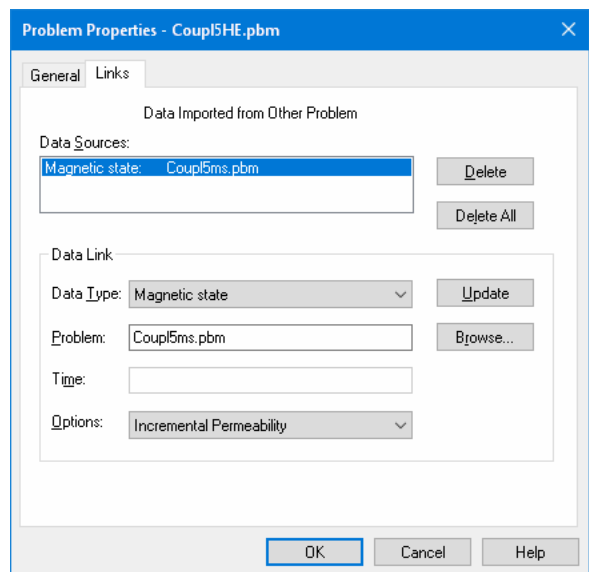 Problem Properties - Coupl5HE.pbm
General Links
Data Imported from Other Problem
Data Sources:
Magnetic state: Coupl5ms.pbm
Delete
Delete All
Data Link
Data Type: Magnetic state Update
Problem: Coupl5ms.pbm Browse...
Time:
Options: Incremental Permeability
OK Cancel Help